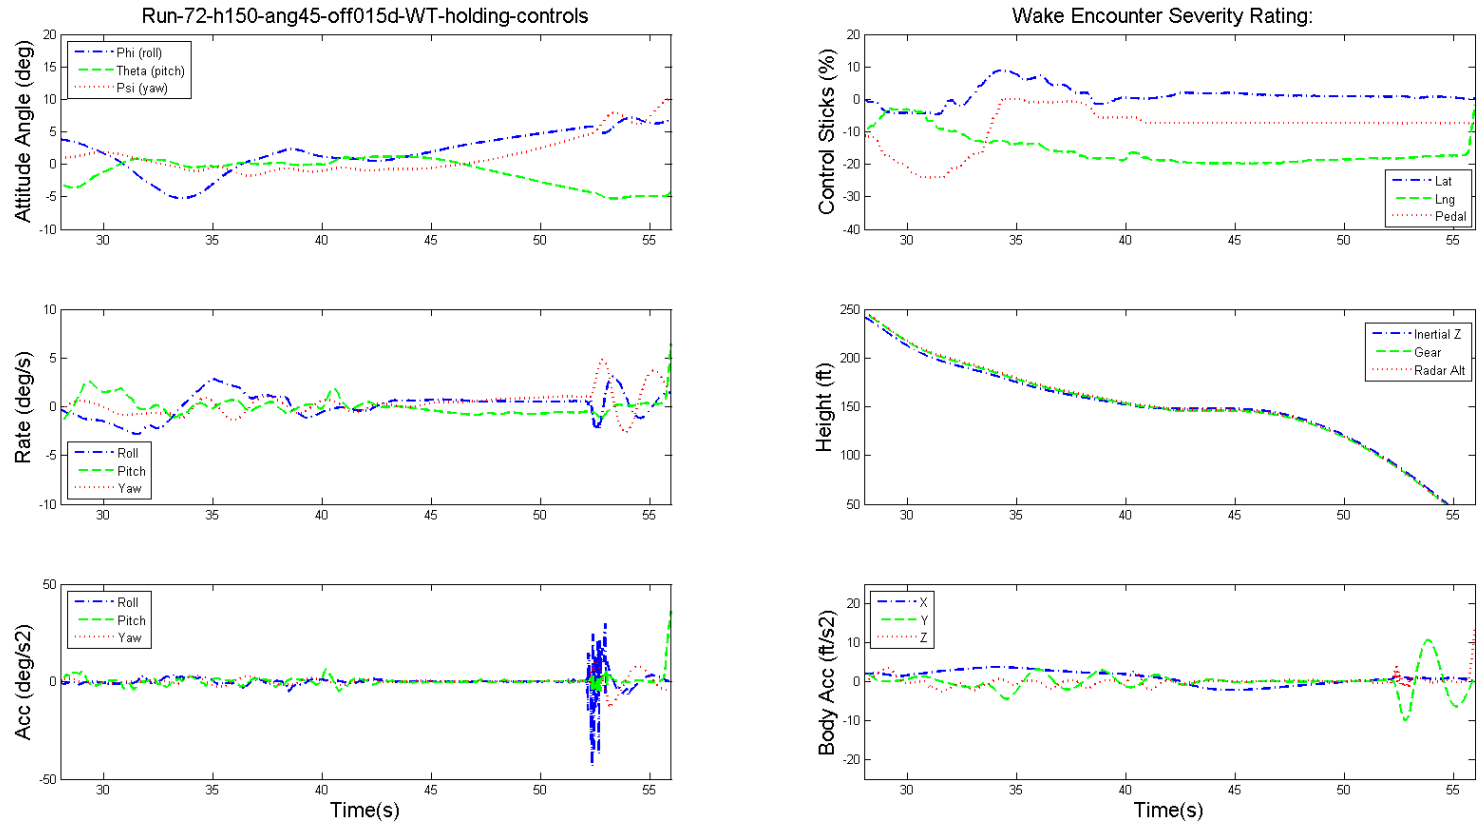 Run-72-h150-ang45-off015d-WT-holding-controls
Attitude Angle (deg)
20
15
10
5
0
-5
-10
Phi (roll)
Theta (pitch)
Psi (yaw)
30
35
40
45
50
55
Wake Encounter Severity Rating:
Control Sticks (%)
20
10
0
-10
-20
-30
-40
Lat
Lng
Pedal
30
35
40
45
50
55
Rate (deg/s)
10
5
0
-5
-10
Roll
Pitch
Yaw
30
35
40
45
50
55
Height (ft)
250
200
150
100
50
Inertial Z
Gear
Radar Alt
30
35
40
45
50
55
Acc (deg/s2)
50
0
-50
Roll
Pitch
Yaw
30
35
40
45
50
55
Time(s)
Body Acc (ft/s2)
20
10
0
-10
-20
X
Y
Z
30
35
40
45
50
55
Time(s)